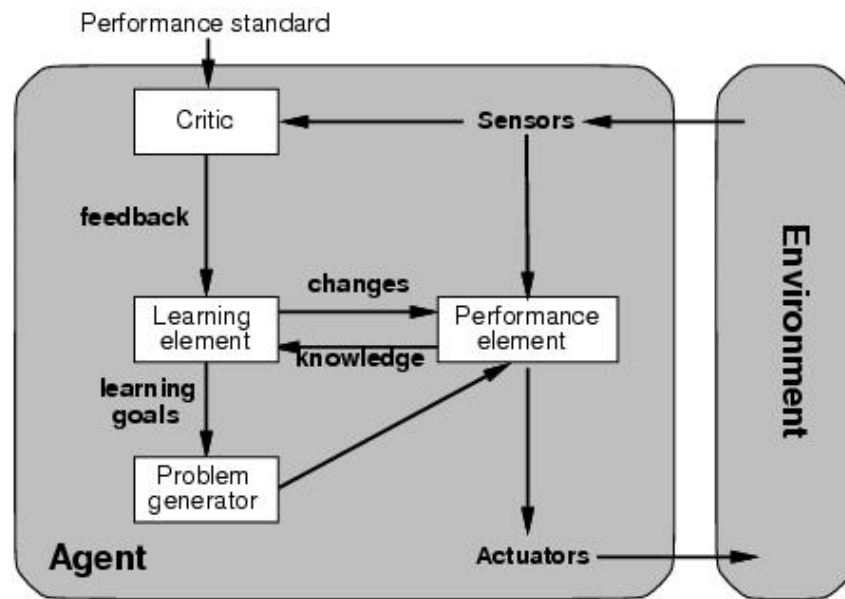 Performance standard
Critic
Sensors
feedback
changes
Learning
element
Performance
element
knowledge
learning
goals
Problem
generator
Agent
Actuators
Environment